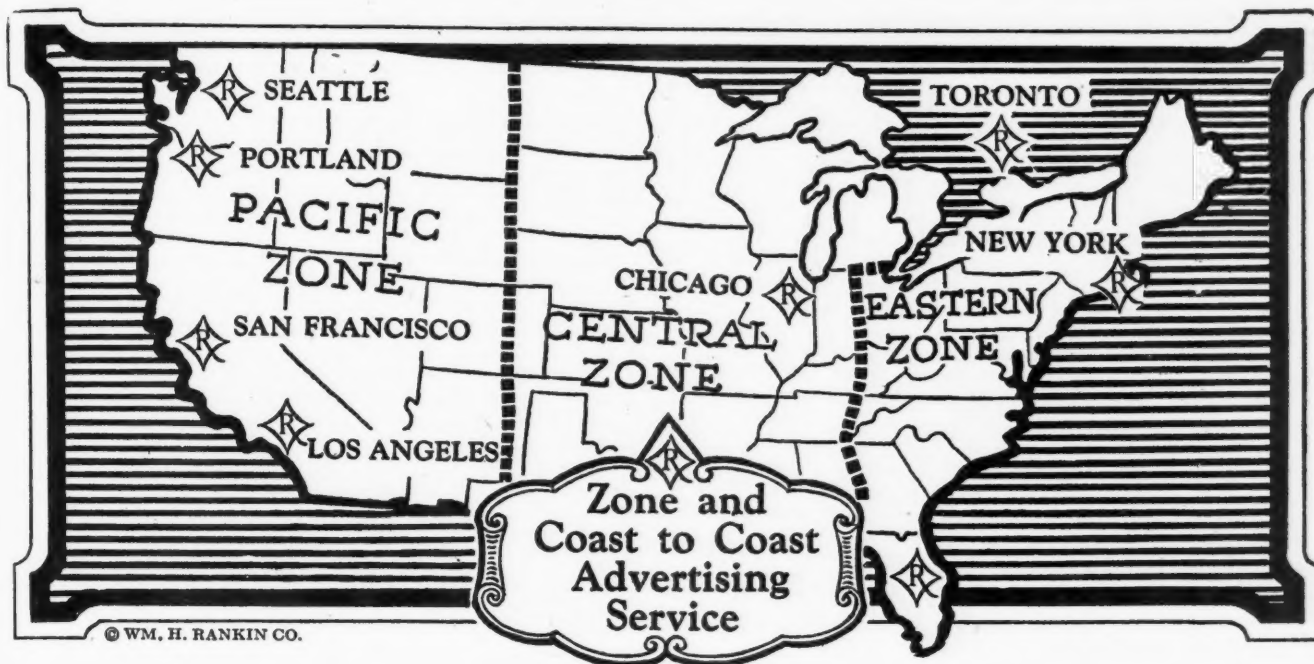 R SEATTLE
R PORTLAND
PACIFIC
ZONE
R SAN FRANCISCO
R
LOS ANGELES
CHICAGO R
CENTRAL
ZONE
TORONTO
R
NEW YORK
R
EASTERN
ZONE
R
R
Zone and
Coast to Coast
Advertising
Service
© WM. H. RANKIN CO.